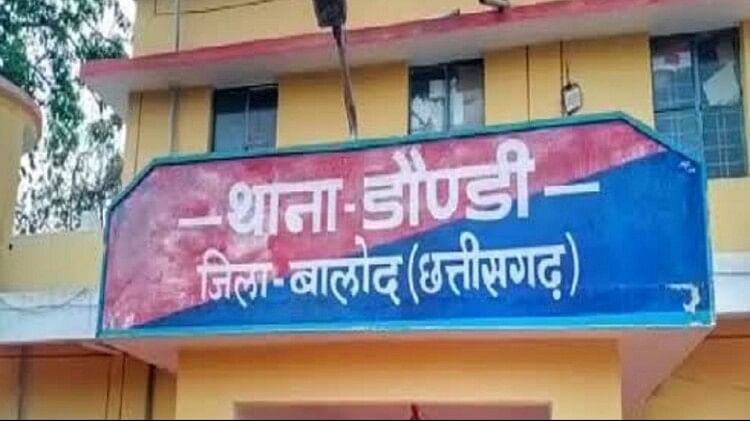 — थाना - डौण्डी —
जिला - बालोद (छत्तीसगढ़)